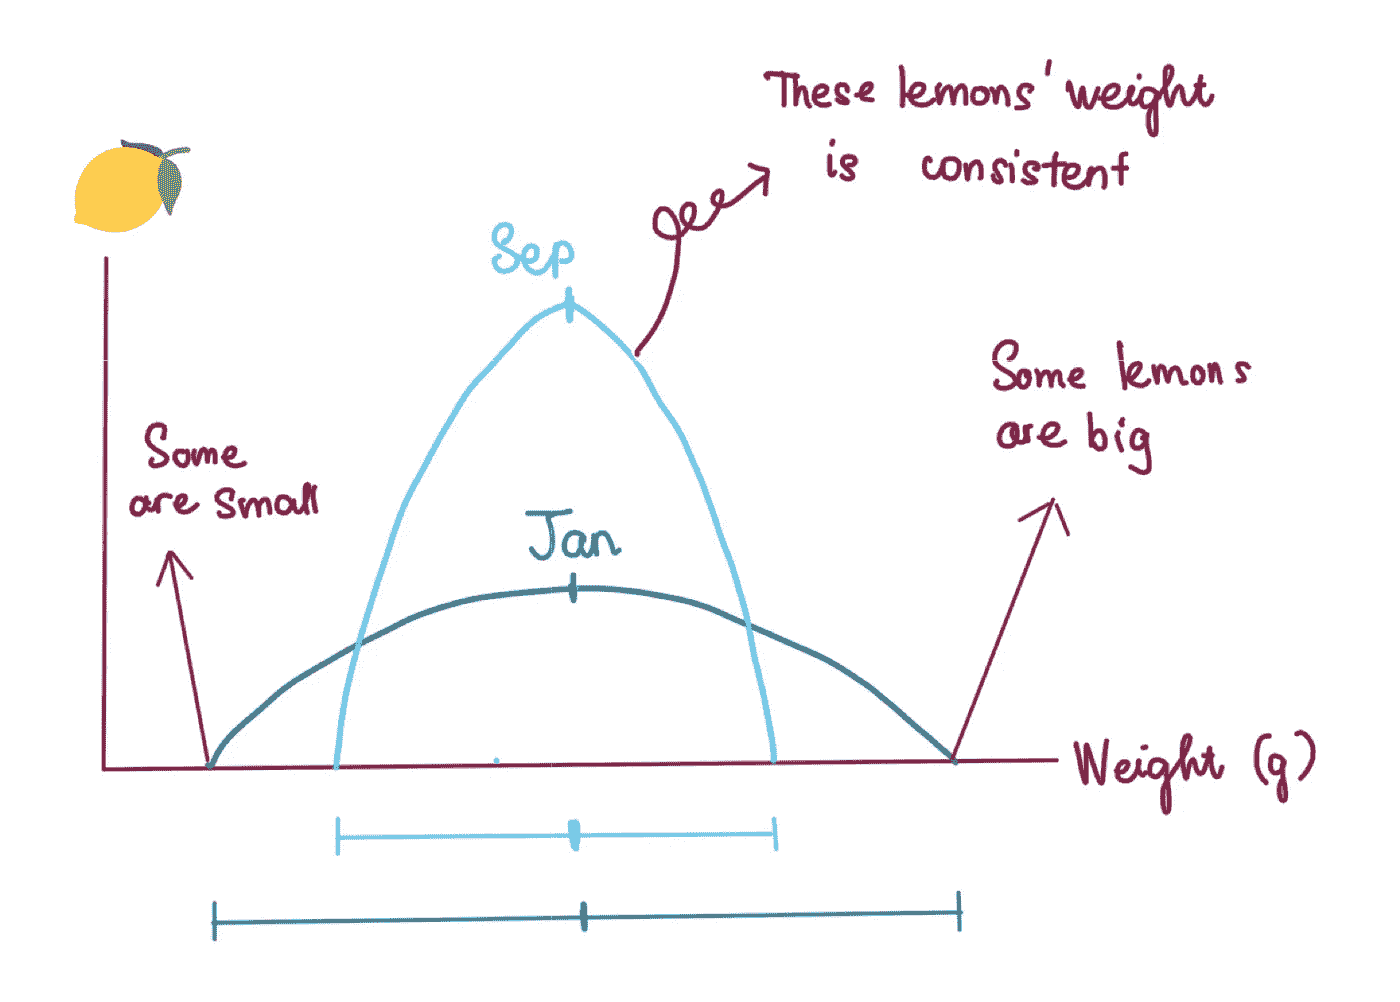 These lemons' weight
is consistent
Sep
Some lemons
are big
Some
are small
Jan
Weight (g)